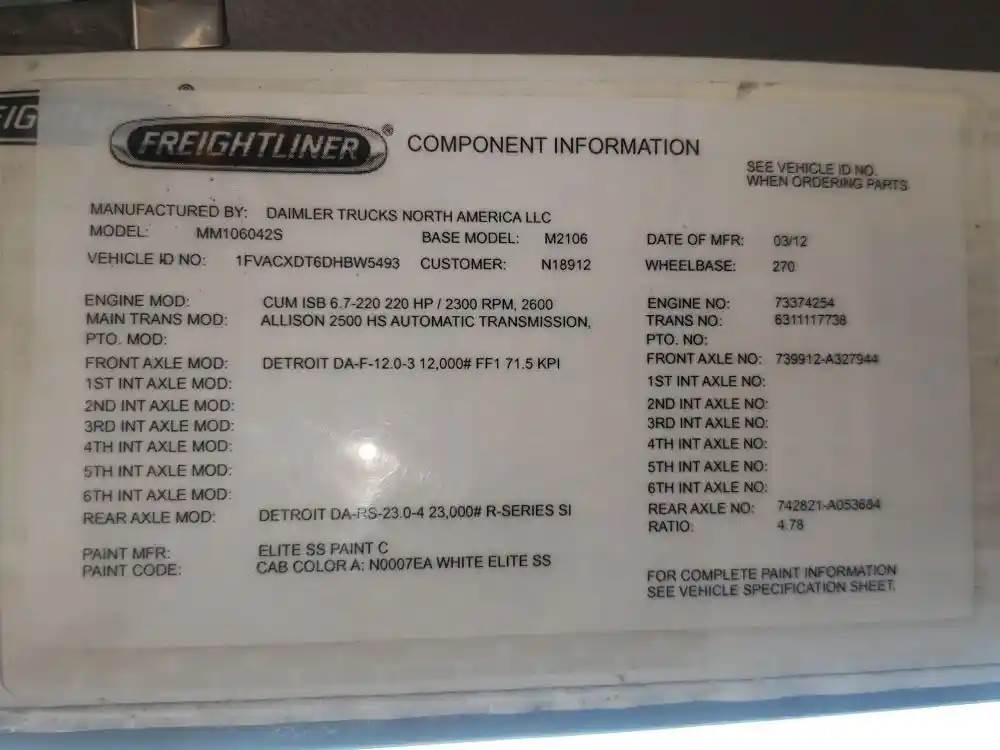 FREIGHTLINER® COMPONENT INFORMATION
SEE VEHICLE ID NO.
WHEN ORDERING PARTS
MANUFACTURED BY: DAIMLER TRUCKS NORTH AMERICA LLC
MODEL: MM106042S BASE MODEL: M2106 DATE OF MFR: 03/12
VEHICLE ID NO: 1FVACXDT6DHBW5493 CUSTOMER: N18912 WHEELBASE: 270
ENGINE MOD: CUM ISB 6.7-220 220 HP / 2300 RPM, 2600 ENGINE NO: 73374254
MAIN TRANS MOD: ALLISON 2500 HS AUTOMATIC TRANSMISSION, TRANS NO: 6311117738
PTO. MOD: PTO. NO:
FRONT AXLE MOD: DETROIT DA-F-12.0-3 12,000# FF1 71.5 KPI FRONT AXLE NO: 739912-A327944
1ST INT AXLE MOD: 1ST INT AXLE NO:
2ND INT AXLE MOD: 2ND INT AXLE NO:
3RD INT AXLE MOD: 3RD INT AXLE NO:
4TH INT AXLE MOD: 4TH INT AXLE NO:
5TH INT AXLE MOD: 5TH INT AXLE NO:
6TH INT AXLE MOD: 6TH INT AXLE NO:
REAR AXLE MOD: DETROIT DA-RS-23.0-4 23,000# R-SERIES SI REAR AXLE NO: 742821-A053684
RATIO: 4.78
PAINT MFR: ELITE SS PAINT C
PAINT CODE: CAB COLOR A: N0007EA WHITE ELITE SS
FOR COMPLETE PAINT INFORMATION
SEE VEHICLE SPECIFICATION SHEET.